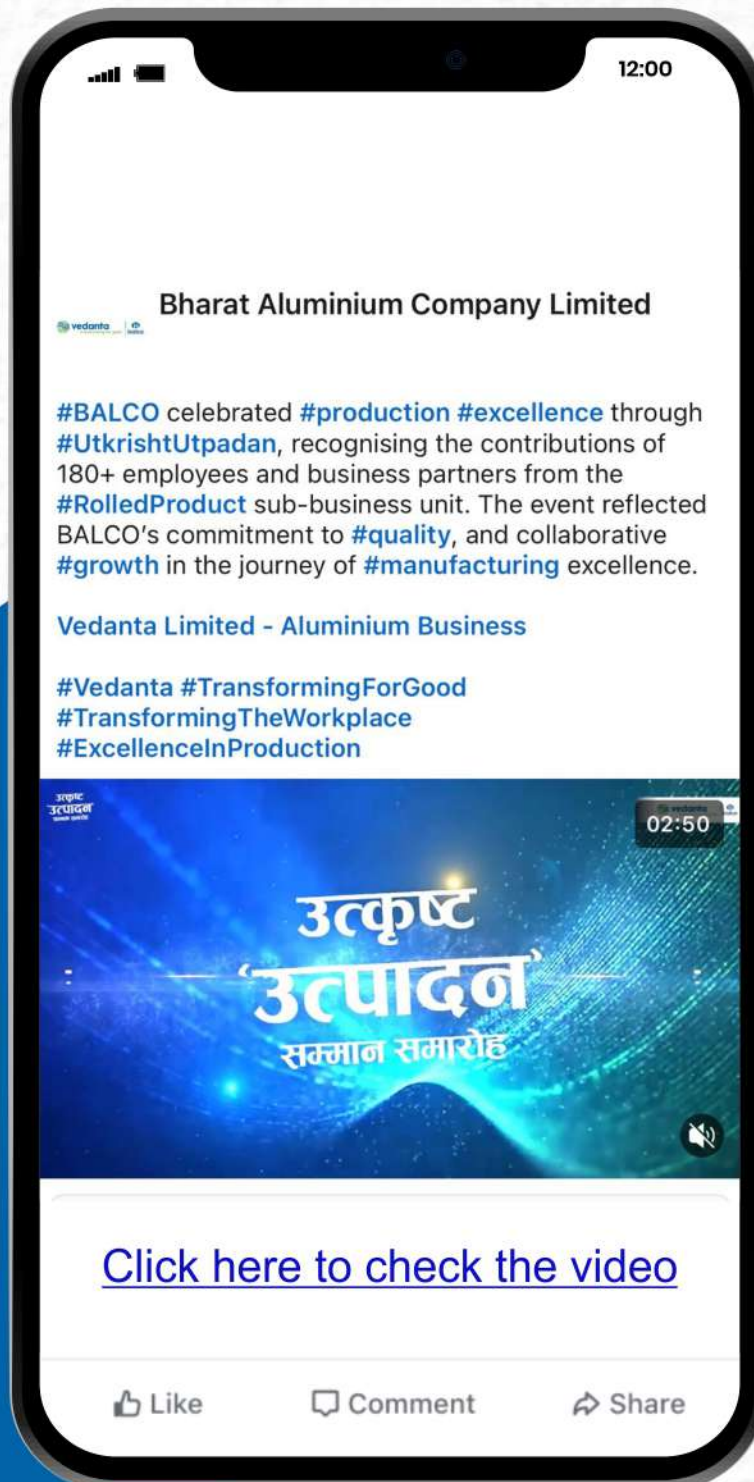 12:00
Bharat Aluminium Company Limited
vedanta
#BALCO celebrated #production #excellence through
#UtkrishtUtpadan, recognising the contributions of
180+ employees and business partners from the
#RolledProduct sub-business unit. The event reflected
BALCO’s commitment to #quality, and collaborative
#growth in the journey of #manufacturing excellence.
Vedanta Limited - Aluminium Business
#Vedanta #TransformingForGood
#TransformingTheWorkplace
#ExcellenceInProduction
उत्कृष्ट
उत्पादन
सम्मान समारोह
vedanta
02:50
उत्कृष्ट
‘उत्पादन’
सम्मान समारोह
Click here to check the video
Like Comment Share